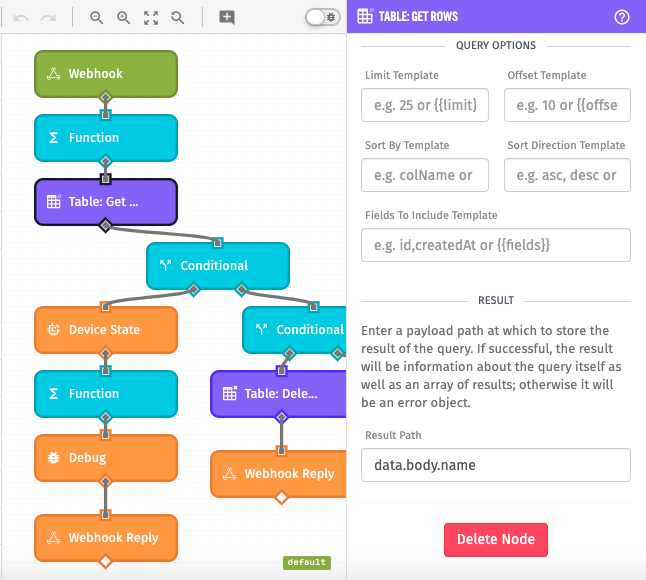 TABLE: GET ROWS
Webhook
Function
Table: Get ...
Conditional
Device State
Conditional
Function
Table: Dele...
Debug
Webhook Reply
Webhook Reply
default
QUERY OPTIONS
Limit Template
Offset Template
e.g. 25 or {{limit}
e.g. 10 or {{offse
Sort By Template
Sort Direction Template
e.g. colName or
e.g. asc, desc or
Fields To Include Template
e.g. id,createdAt or {{fields}}
RESULT
Enter a payload path at which to store the
result of the query. If successful, the result
will be information about the query itself as
well as an array of results; otherwise it will
be an error object.
Result Path
data.body.name
Delete Node